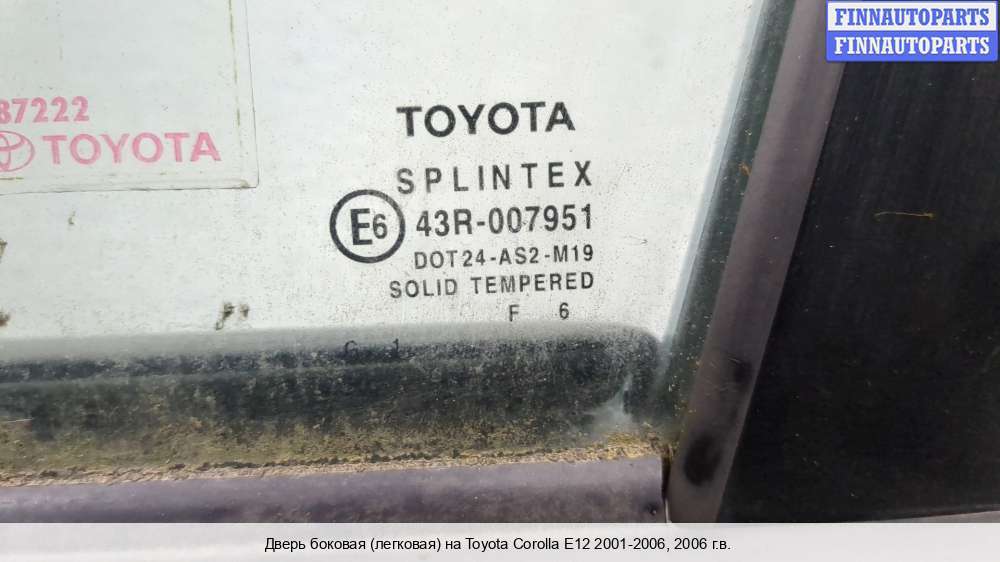 FINNAUTOPARTS
FINNAUTOPARTS
87222
TOYOTA
TOYOTA
SPLINTEX
E6 43R-007951
DOT24-AS2-M19
SOLID TEMPERED
F 6
Дверь боковая (легковая) на Toyota Corolla E12 2001-2006, 2006 г.в.